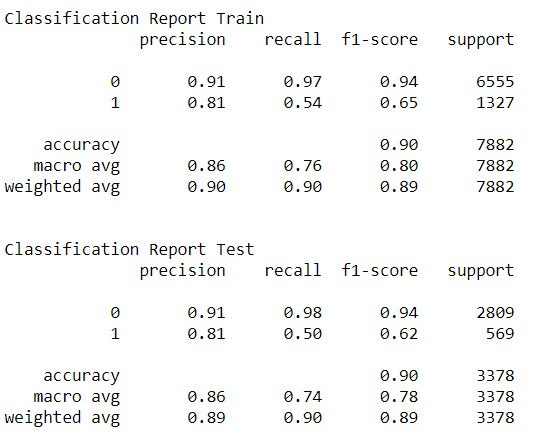 Classification Report Train
precision recall f1-score support
0 0.91 0.97 0.94 6555
1 0.81 0.54 0.65 1327
accuracy 0.90 7882
macro avg 0.86 0.76 0.80 7882
weighted avg 0.90 0.90 0.89 7882
Classification Report Test
precision recall f1-score support
0 0.91 0.98 0.94 2809
1 0.81 0.50 0.62 569
accuracy 0.90 3378
macro avg 0.86 0.74 0.78 3378
weighted avg 0.89 0.90 0.89 3378